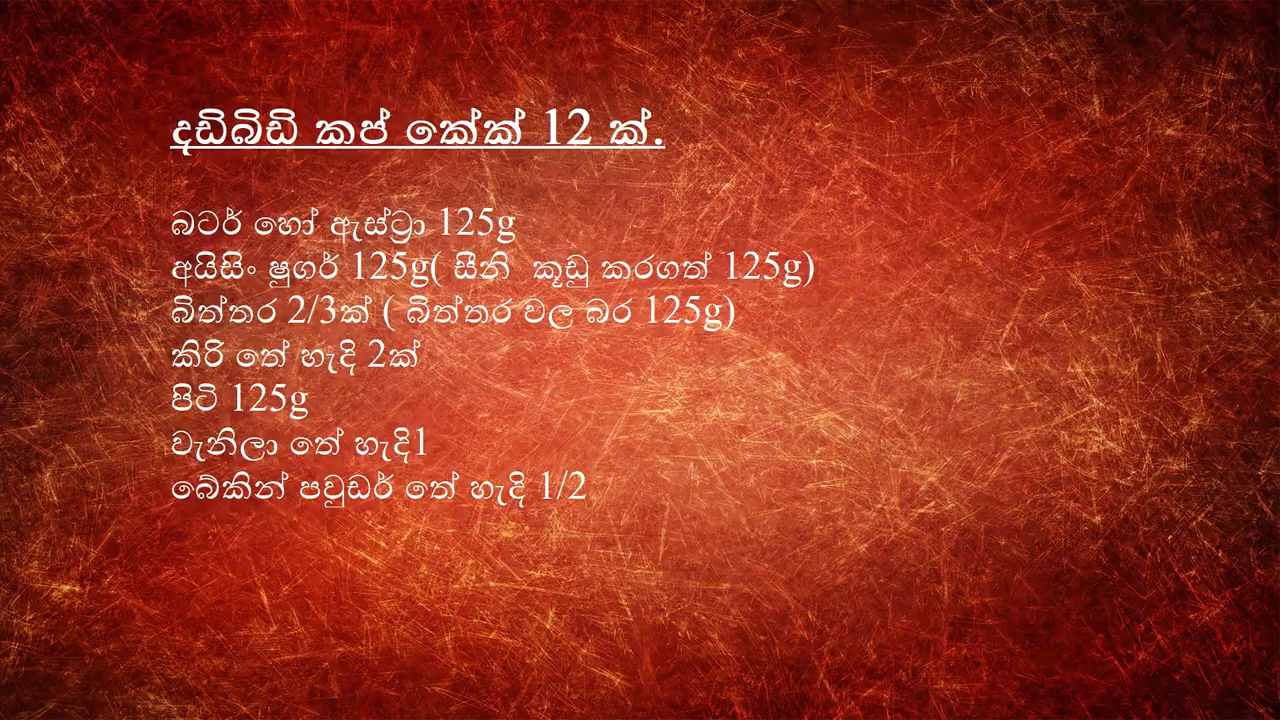 දඩිබිඩි කප් කේක් 12 ක්.
බටර් හෝ ඇස්ට්‍රා 125g
අයිසිං ෂුගර් 125g( සීනි කූඩු කරගත් 125g)
බිත්තර 2/3ක් ( බිත්තර වල බර 125g)
කිරි තේ හැදි 2ක්
පිටි 125g
වැනිලා තේ හැදි1
බේකින් පවුඩර් තේ හැදි 1/2